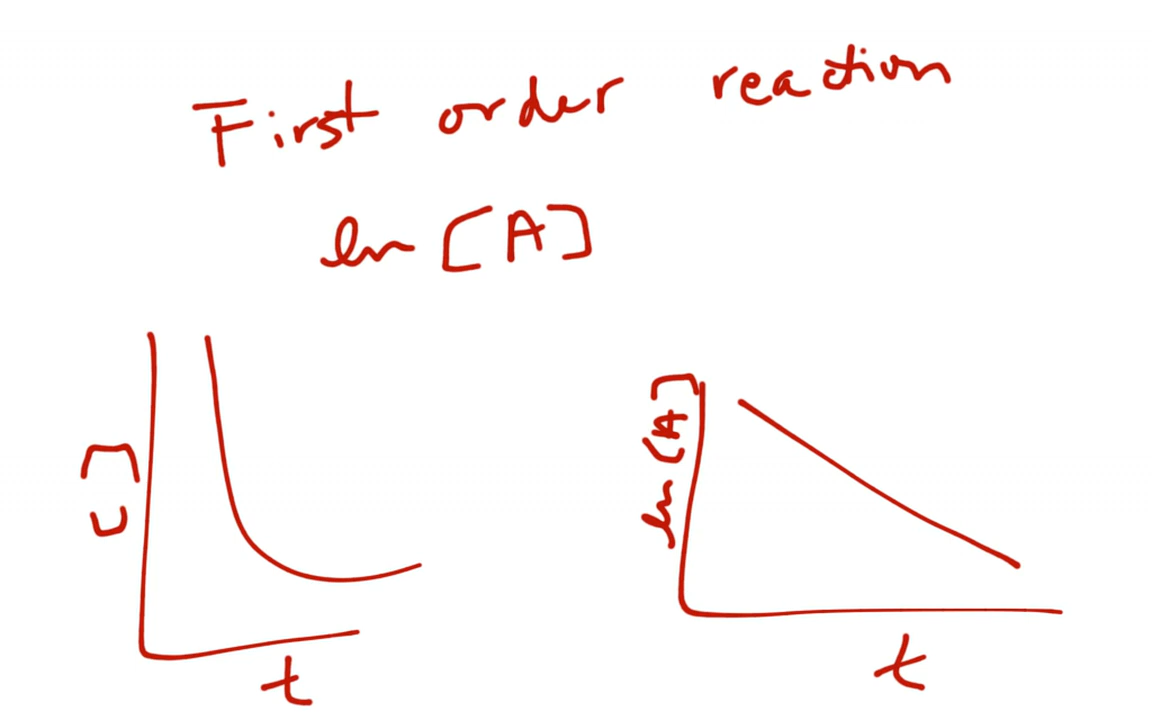 First order reaction
ln [A]
[ ]
t
ln [A]
t